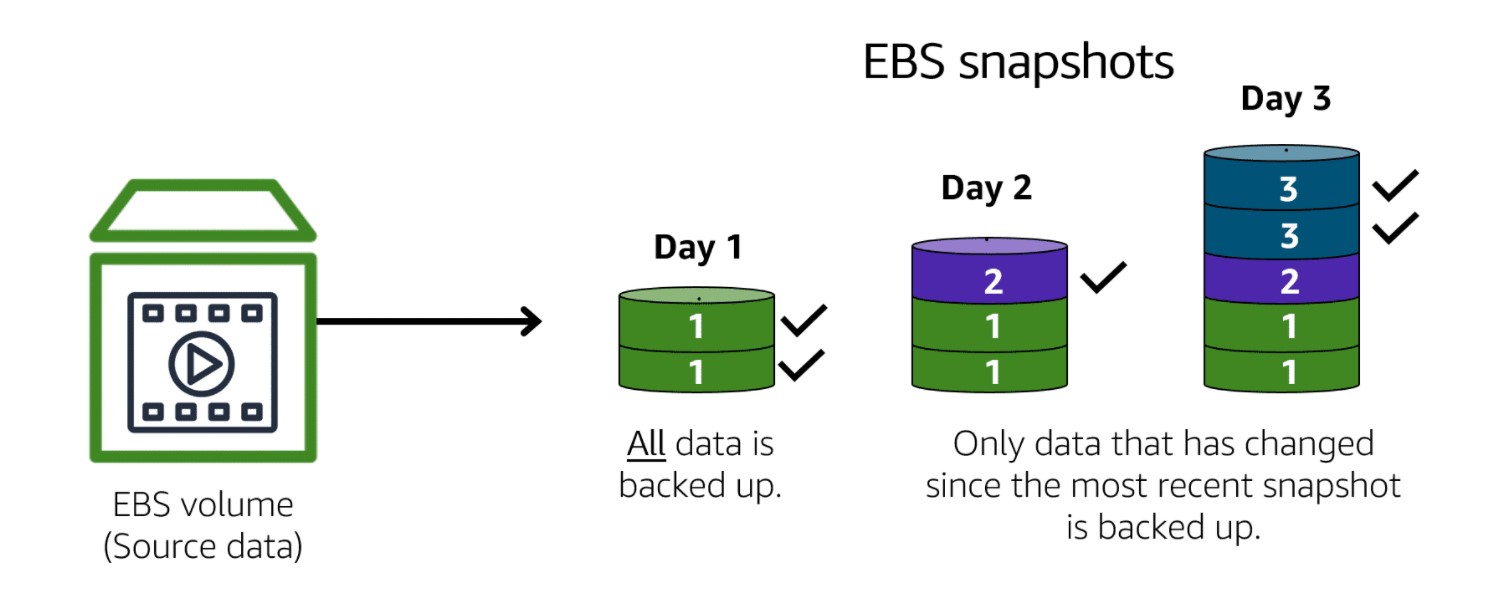 EBS snapshots
EBS volume
(Source data)
Day 1
1
1
All data is
backed up.
Day 2
2
1
1
Day 3
3
3
2
1
1
Only data that has changed
since the most recent snapshot
is backed up.